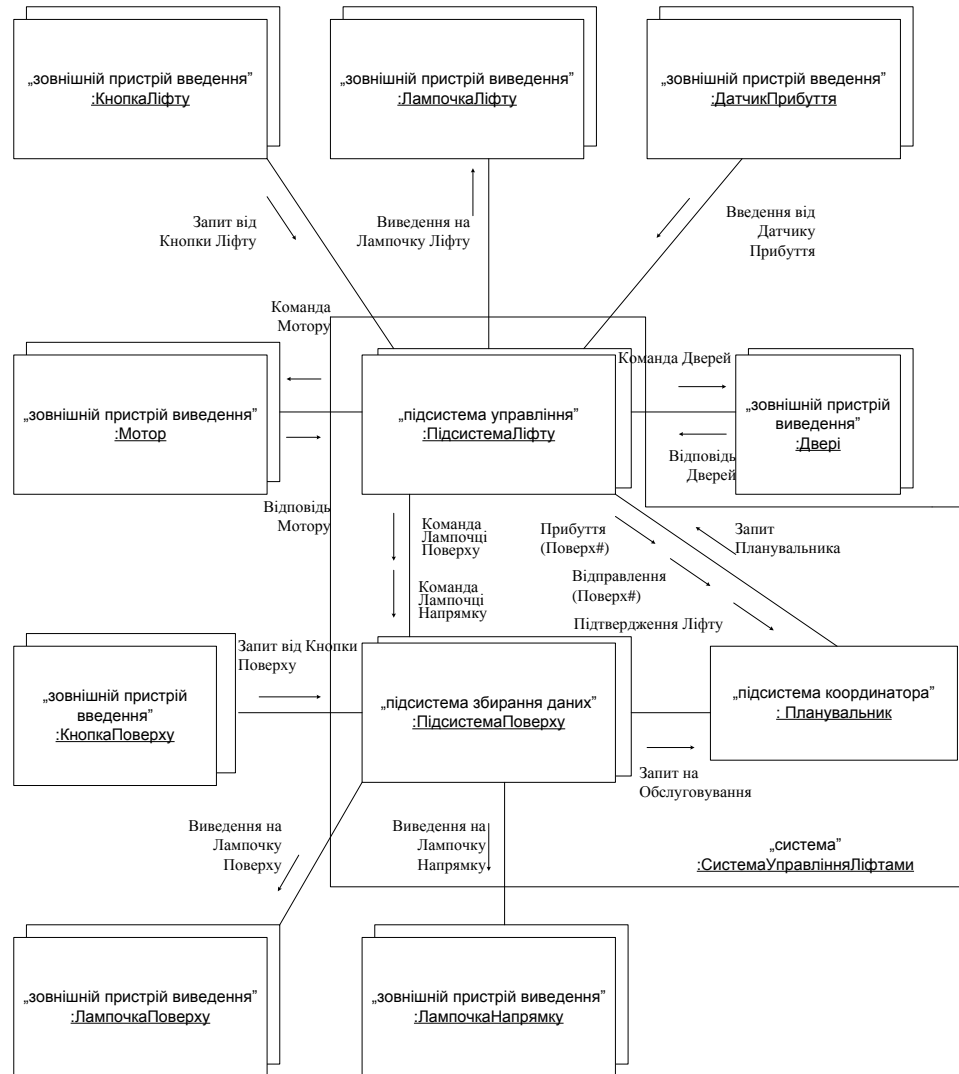 „зовнішній пристрій введення”
:КнопкаЛіфту
„зовнішній пристрій виведення”
:ЛампочкаЛіфту
„зовнішній пристрій введення”
:ДатчикПрибуття
Запит від
Кнопки Ліфту
Виведення на
Лампочку Ліфту
Введення від
Датчику
Прибуття
Команда
Мотору
„зовнішній пристрій виведення”
:Мотор
„підсистема управління”
:ПідсистемаЛіфту
Команда Дверей
„зовнішній пристрій
виведення”
:Двері
Відповідь
Дверей
Відповідь
Мотору
Команда
Лампочці
Поверху
Команда
Лампочці
Напрямку
Прибуття
(Поверх#)
Відправлення
(Поверх#)
Підтвердження Ліфту
Запит
Планувальника
Запит від Кнопки
Поверху
„зовнішній пристрій
введення”
:КнопкаПоверху
„підсистема збирання даних”
:ПідсистемаПоверху
„підсистема координатора”
: Планувальник
Запит на
Обслуговування
Виведення на
Лампочку
Поверху
Виведення на
Лампочку
Напрямку
„система”
:СистемаУправлінняЛіфтами
„зовнішній пристрій виведення”
:ЛампочкаПоверху
„зовнішній пристрій виведення”
:ЛампочкаНапрямку